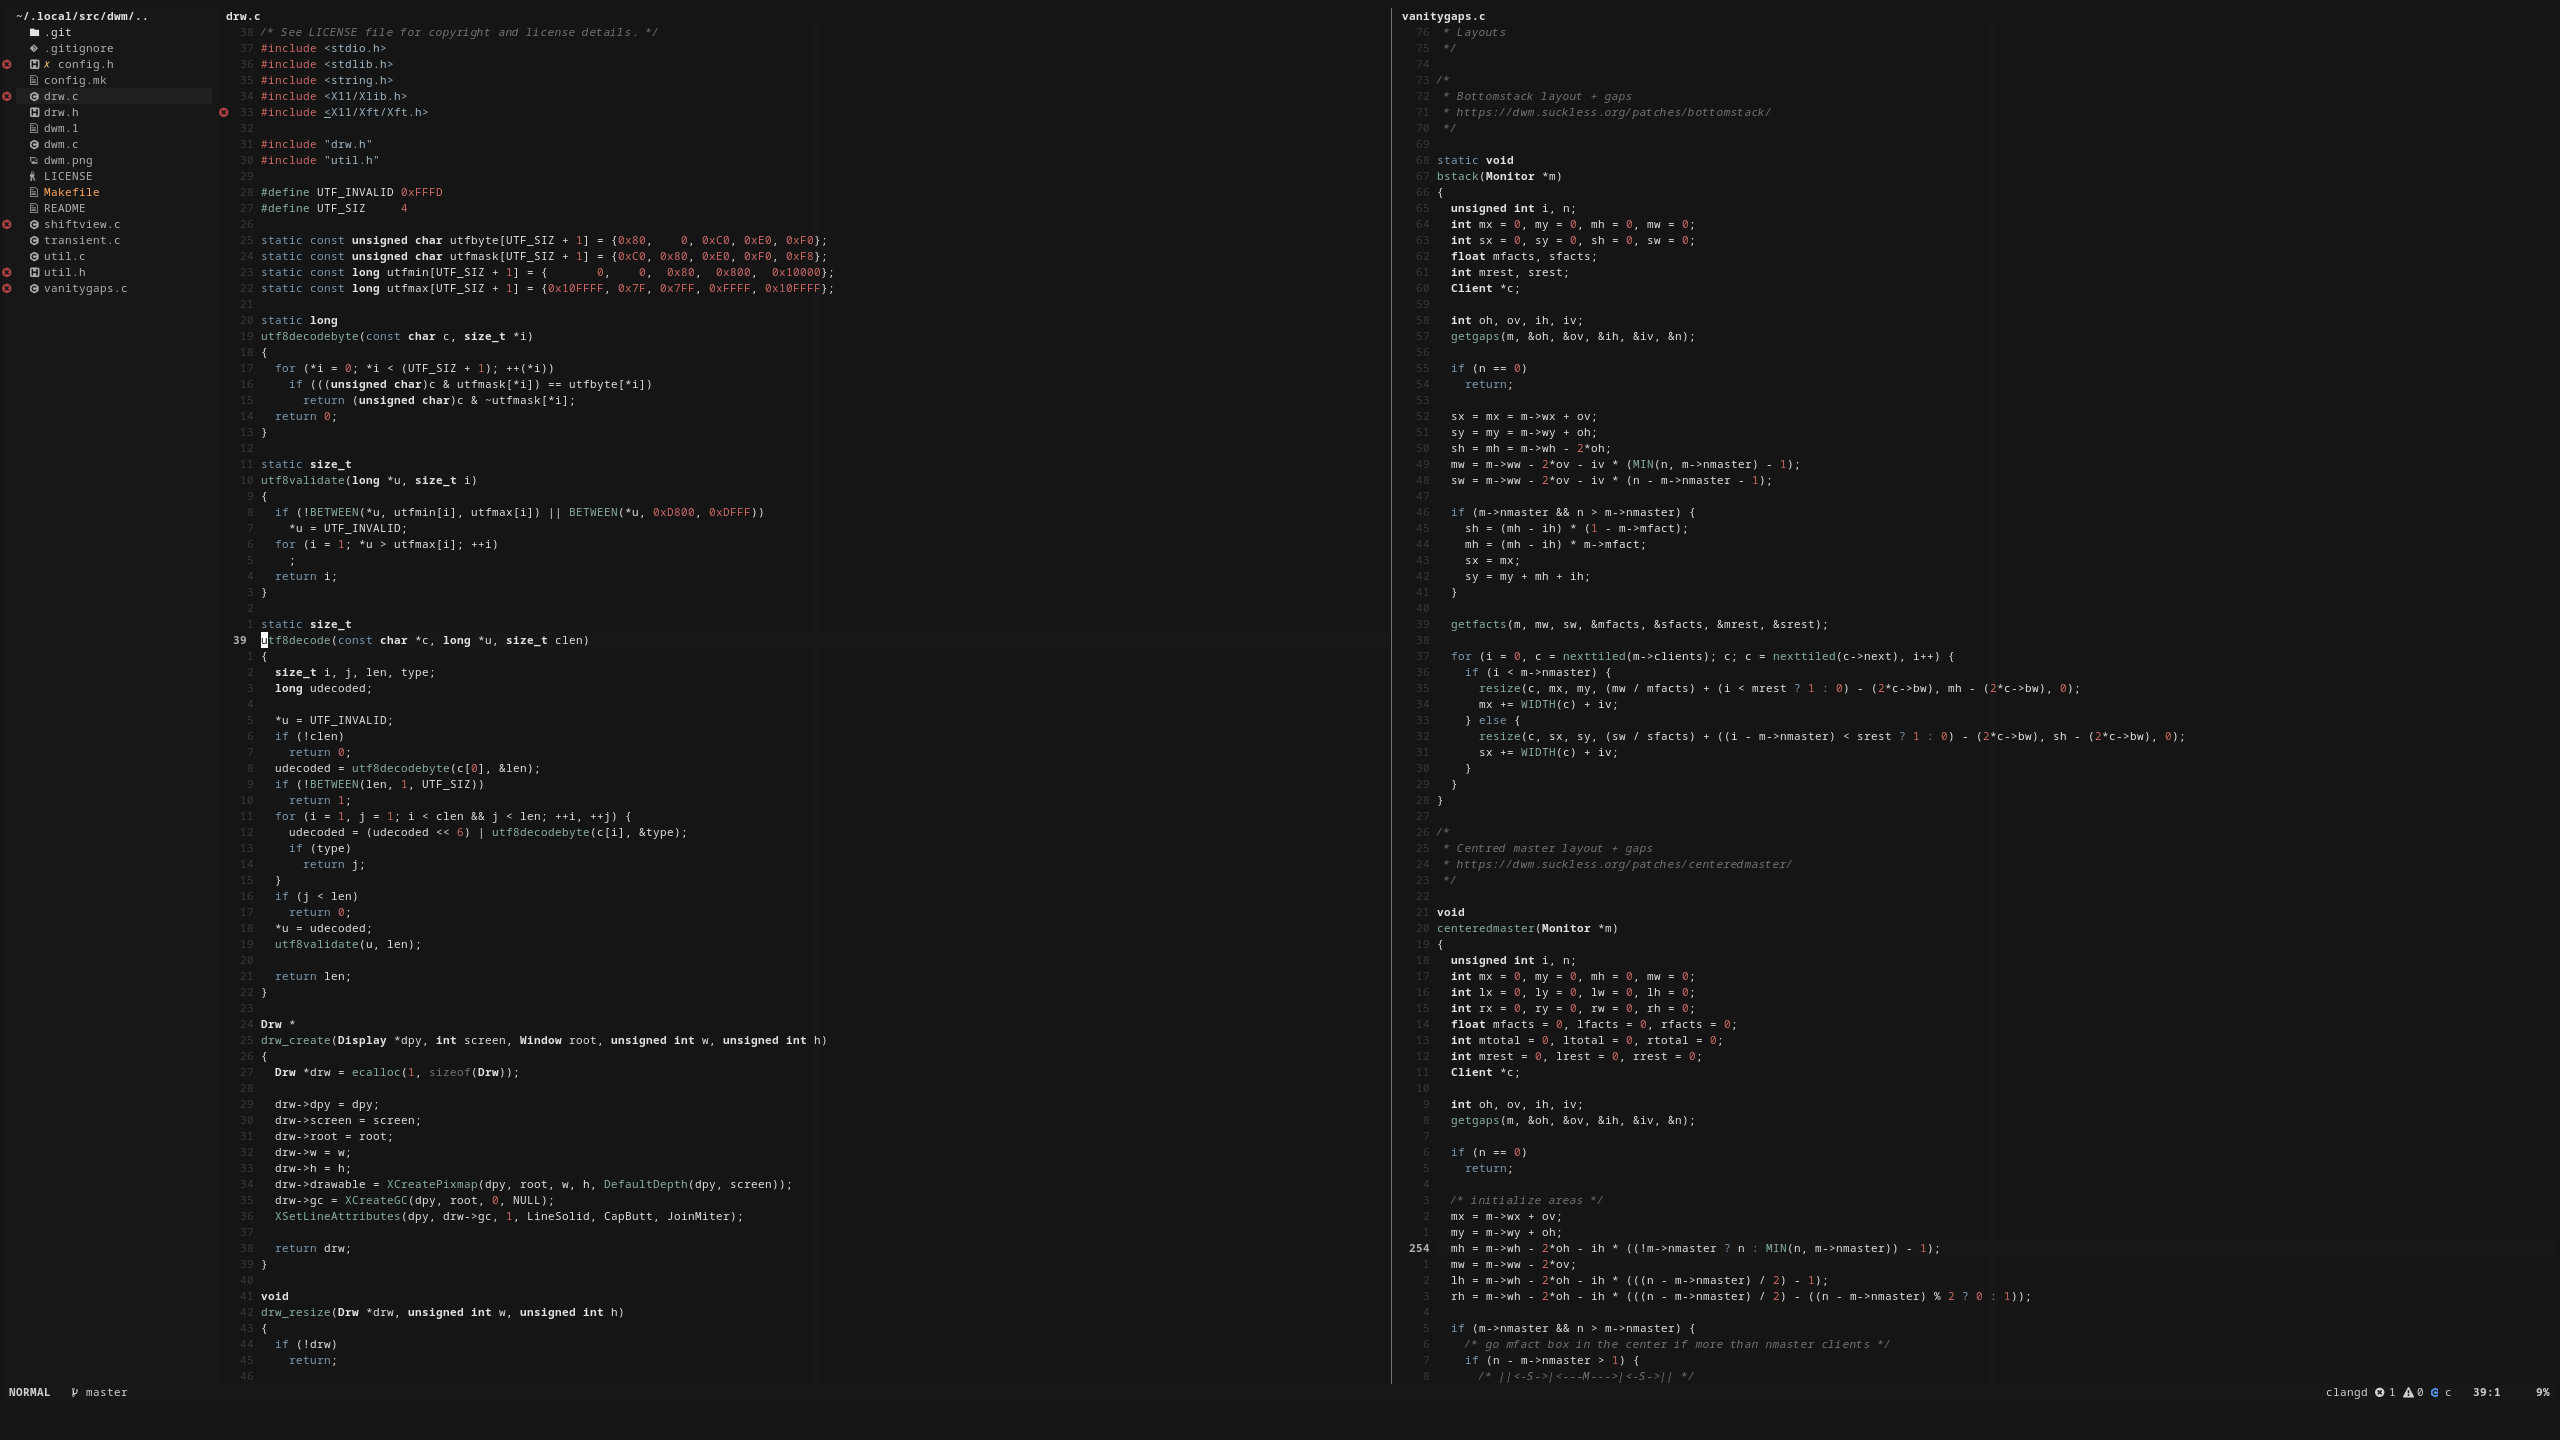 ~/.local/src/dwm/..
.git
.gitignore
✗ config.h
config.mk
drw.c
drw.h
dwm.1
dwm.c
dwm.png
LICENSE
Makefile
README
shiftview.c
transient.c
util.c
util.h
vanitygaps.c
drw.c
38 /* See LICENSE file for copyright and license details. */
37 #include <stdio.h>
36 #include <stdlib.h>
35 #include <string.h>
34 #include <X11/Xlib.h>
33 #include <X11/Xft/Xft.h>
32
31 #include "drw.h"
30 #include "util.h"
29
28 #define UTF_INVALID 0xFFFD
27 #define UTF_SIZ     4
26
25 static const unsigned char utfbyte[UTF_SIZ + 1] = {0x80,    0, 0xC0, 0xE0, 0xF0};
24 static const unsigned char utfmask[UTF_SIZ + 1] = {0xC0, 0x80, 0xE0, 0xF0, 0xF8};
23 static const long utfmin[UTF_SIZ + 1] = {       0,    0,  0x80,  0x800,  0x10000};
22 static const long utfmax[UTF_SIZ + 1] = {0x10FFFF, 0x7F, 0x7FF, 0xFFFF, 0x10FFFF};
21
20 static long
19 utf8decodebyte(const char c, size_t *i)
18 {
17   for (*i = 0; *i < (UTF_SIZ + 1); ++(*i))
16     if (((unsigned char)c & utfmask[*i]) == utfbyte[*i])
15       return (unsigned char)c & ~utfmask[*i];
14   return 0;
13 }
12
11 static size_t
10 utf8validate(long *u, size_t i)
9 {
8   if (!BETWEEN(*u, utfmin[i], utfmax[i]) || BETWEEN(*u, 0xD800, 0xDFFF))
7     *u = UTF_INVALID;
6   for (i = 1; *u > utfmax[i]; ++i)
5     ;
4   return i;
3 }
2
1 static size_t
39 utf8decode(const char *c, long *u, size_t clen)
1 {
2   size_t i, j, len, type;
3   long udecoded;
4
5   *u = UTF_INVALID;
6   if (!clen)
7     return 0;
8   udecoded = utf8decodebyte(c[0], &len);
9   if (!BETWEEN(len, 1, UTF_SIZ))
10     return 1;
11   for (i = 1, j = 1; i < clen && j < len; ++i, ++j) {
12     udecoded = (udecoded << 6) | utf8decodebyte(c[i], &type);
13     if (type)
14       return j;
15   }
16   if (j < len)
17     return 0;
18   *u = udecoded;
19   utf8validate(u, len);
20
21   return len;
22 }
23
24 Drw *
25 drw_create(Display *dpy, int screen, Window root, unsigned int w, unsigned int h)
26 {
27   Drw *drw = ecalloc(1, sizeof(Drw));
28
29   drw->dpy = dpy;
30   drw->screen = screen;
31   drw->root = root;
32   drw->w = w;
33   drw->h = h;
34   drw->drawable = XCreatePixmap(dpy, root, w, h, DefaultDepth(dpy, screen));
35   drw->gc = XCreateGC(dpy, root, 0, NULL);
36   XSetLineAttributes(dpy, drw->gc, 1, LineSolid, CapButt, JoinMiter);
37
38   return drw;
39 }
40
41 void
42 drw_resize(Drw *drw, unsigned int w, unsigned int h)
43 {
44   if (!drw)
45     return;
46
vanitygaps.c
76  * Layouts
75  */
74
73 /*
72  * Bottomstack layout + gaps
71  * https://dwm.suckless.org/patches/bottomstack/
70  */
69
68 static void
67 bstack(Monitor *m)
66 {
65   unsigned int i, n;
64   int mx = 0, my = 0, mh = 0, mw = 0;
63   int sx = 0, sy = 0, sh = 0, sw = 0;
62   float mfacts, sfacts;
61   int mrest, srest;
60   Client *c;
59
58   int oh, ov, ih, iv;
57   getgaps(m, &oh, &ov, &ih, &iv, &n);
56
55   if (n == 0)
54     return;
53
52   sx = mx = m->wx + ov;
51   sy = my = m->wy + oh;
50   sh = mh = m->wh - 2*oh;
49   mw = m->ww - 2*ov - iv * (MIN(n, m->nmaster) - 1);
48   sw = m->ww - 2*ov - iv * (n - m->nmaster - 1);
47
46   if (m->nmaster && n > m->nmaster) {
45     sh = (mh - ih) * (1 - m->mfact);
44     mh = (mh - ih) * m->mfact;
43     sx = mx;
42     sy = my + mh + ih;
41   }
40
39   getfacts(m, mw, sw, &mfacts, &sfacts, &mrest, &srest);
38
37   for (i = 0, c = nexttiled(m->clients); c; c = nexttiled(c->next), i++) {
36     if (i < m->nmaster) {
35       resize(c, mx, my, (mw / mfacts) + (i < mrest ? 1 : 0) - (2*c->bw), mh - (2*c->bw), 0);
34       mx += WIDTH(c) + iv;
33     } else {
32       resize(c, sx, sy, (sw / sfacts) + ((i - m->nmaster) < srest ? 1 : 0) - (2*c->bw), sh - (2*c->bw), 0);
31       sx += WIDTH(c) + iv;
30     }
29   }
28 }
27
26 /*
25  * Centred master layout + gaps
24  * https://dwm.suckless.org/patches/centeredmaster/
23  */
22
21 void
20 centeredmaster(Monitor *m)
19 {
18   unsigned int i, n;
17   int mx = 0, my = 0, mh = 0, mw = 0;
16   int lx = 0, ly = 0, lw = 0, lh = 0;
15   int rx = 0, ry = 0, rw = 0, rh = 0;
14   float mfacts = 0, lfacts = 0, rfacts = 0;
13   int mtotal = 0, ltotal = 0, rtotal = 0;
12   int mrest = 0, lrest = 0, rrest = 0;
11   Client *c;
10
9   int oh, ov, ih, iv;
8   getgaps(m, &oh, &ov, &ih, &iv, &n);
7
6   if (n == 0)
5     return;
4
3   /* initialize areas */
2   mx = m->wx + ov;
1   my = m->wy + oh;
254   mh = m->wh - 2*oh - ih * ((!m->nmaster ? n : MIN(n, m->nmaster)) - 1);
1   mw = m->ww - 2*ov;
2   lh = m->wh - 2*oh - ih * (((n - m->nmaster) / 2) - 1);
3   rh = m->wh - 2*oh - ih * (((n - m->nmaster) / 2) - ((n - m->nmaster) % 2 ? 0 : 1));
4
5   if (m->nmaster && n > m->nmaster) {
6     /* go mfact box in the center if more than nmaster clients */
7     if (n - m->nmaster > 1) {
8       /* ||<-S->|<---M--->|<-S->|| */
NORMAL master
clangd 1 0 c 39:1 9%